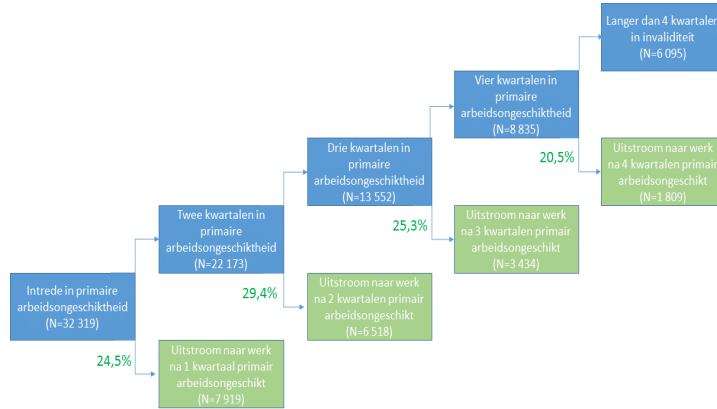 Langer dan 4 kwartalen
in invaliditeit
(N=6 095)
Vier kwartalen in
primaire
arbeidsongeschiktheid
(N=8 835)
20,5%
Uitstroom naar werk
na 4 kwartalen primair
arbeidsongeschikt
(N=1 809)
Drie kwartalen in
primaire
arbeidsongeschiktheid
(N=13 552)
25,3%
Uitstroom naar werk
na 3 kwartalen primair
arbeidsongeschikt
(N=3 434)
Twee kwartalen in
primaire
arbeidsongeschiktheid
(N=22 173)
29,4%
Uitstroom naar werk
na 2 kwartalen primair
arbeidsongeschikt
(N=6 518)
Intrede in primaire
arbeidsongeschiktheid
(N=32 319)
24,5%
Uitstroom naar werk
na 1 kwartaal primair
arbeidsongeschikt
(N=7 919)